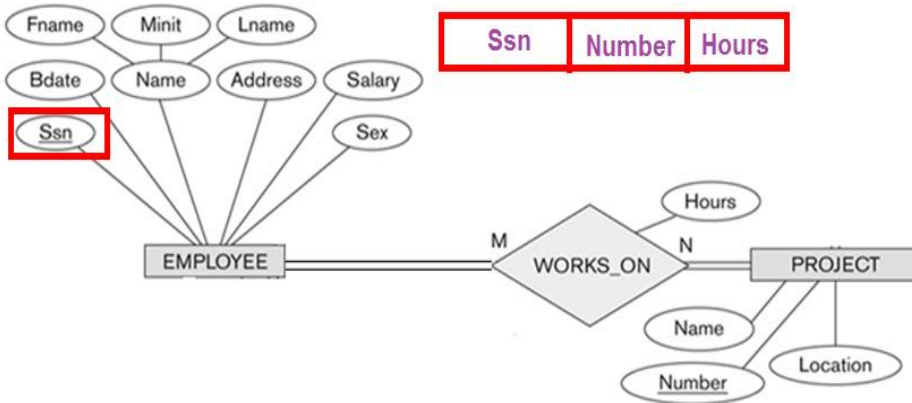 Fname Minit Lname
Ssn Number Hours
Bdate Name Address Salary
Ssn Sex
Hours
M N
EMPLOYEE WORKS_ON PROJECT
Name
Location
Number